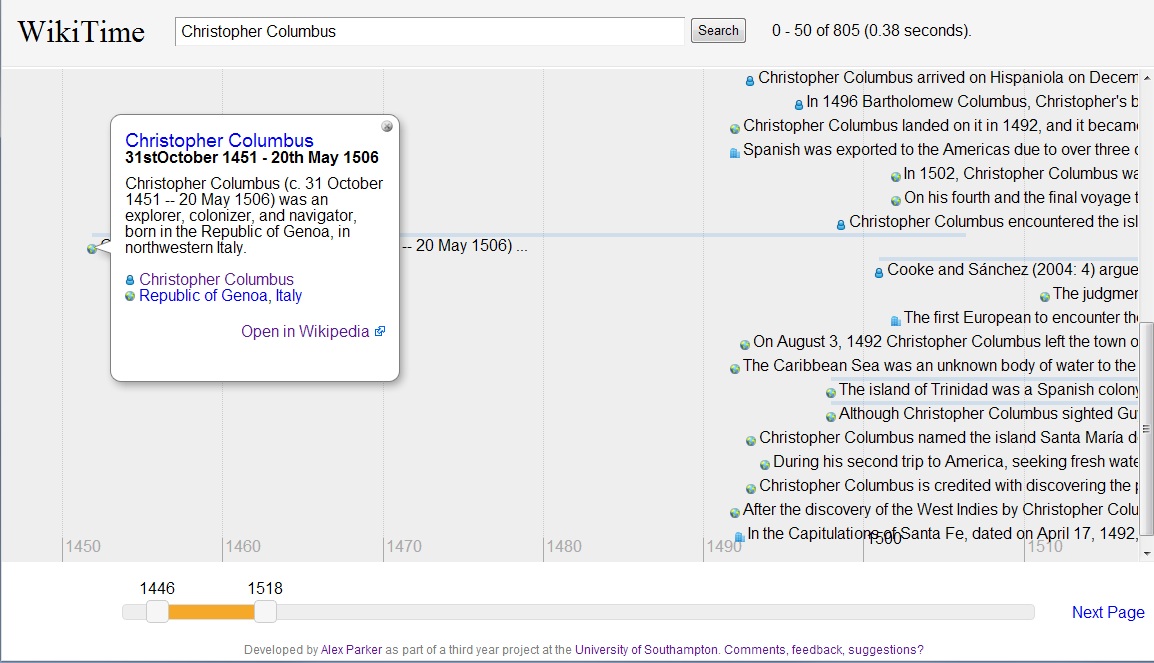 WikiTime
Christopher Columbus
Search
0 - 50 of 805 (0.38 seconds).
Christopher Columbus arrived on Hispaniola on Decem
In 1496 Bartholomew Columbus, Christopher's b
Christopher Columbus landed on it in 1492, and it became
Spanish was exported to the Americas due to over three c
In 1502, Christopher Columbus wa
On his fourth and the final voyage t
Christopher Columbus encountered the isl
Christopher Columbus
31stOctober 1451 - 20th May 1506
Christopher Columbus (c. 31 October
1451 -- 20 May 1506) was an
explorer, colonizer, and navigator,
born in the Republic of Genoa, in
northwestern Italy.
Christopher Columbus
Republic of Genoa, Italy
Open in Wikipedia
-- 20 May 1506) ...
Cooke and Sánchez (2004: 4) argue
The judgmer
The first European to encounter the
On August 3, 1492 Christopher Columbus left the town o
The Caribbean Sea was an unknown body of water to the
The island of Trinidad was a Spanish colony
Although Christopher Columbus sighted Gu
Christopher Columbus named the island Santa María d
During his second trip to America, seeking fresh wate
Christopher Columbus is credited with discovering the p
After the discovery of the West Indies by Christopher Colu
In the Capitulations of Santa Fe, dated on April 17, 1492,
1450 1460 1470 1480 1490 1500 1510
1446 1518
Next Page
Developed by Alex Parker as part of a third year project at the University of Southampton. Comments, feedback, suggestions?